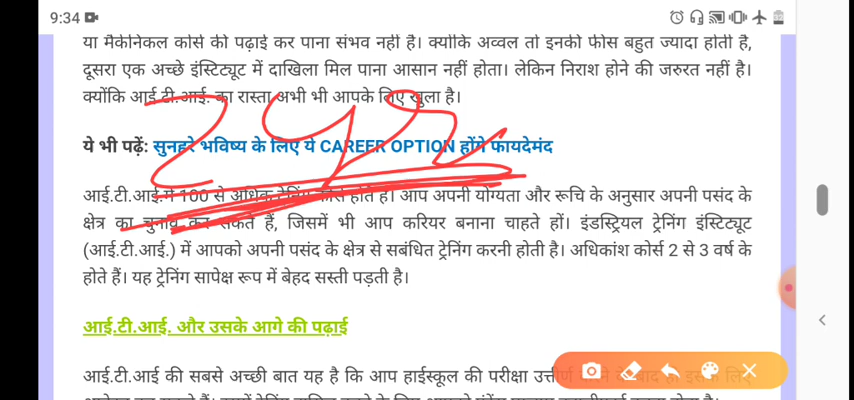 9:34
या मैकेनिकल कोर्स की पढ़ाई कर पाना संभव नहीं है। क्योंकि अव्वल तो इनकी फीस बहुत ज्यादा होती है,
दूसरा एक अच्छे इंस्टिट्यूट में दाखिला मिल पाना आसान नहीं होता। लेकिन निराश होने की जरुरत नहीं है।
क्योंकि आई.टी.आई. का रास्ता अभी भी आपके लिए खुला है।
2 yrs
ये भी पढ़ें: सुनहरे भविष्य के लिए ये CAREER OPTION होंगे फायदेमंद
आई.टी.आई.में 100 से अधिक ट्रेनिंग कोर्स होते हैं। आप अपनी योग्यता और रूचि के अनुसार अपनी पसंद के
क्षेत्र का चुनाव कर सकते हैं, जिसमें भी आप करियर बनाना चाहते हों। इंडस्ट्रियल ट्रेनिंग इंस्टिट्यूट
(आई.टी.आई.) में आपको अपनी पसंद के क्षेत्र से सबंधित ट्रेनिंग करनी होती है। अधिकांश कोर्स 2 से 3 वर्ष के
होते हैं। यह ट्रेनिंग सापेक्ष रूप में बेहद सस्ती पड़ती है।
आई.टी.आई. और उसके आगे की पढ़ाई
आई.टी.आई की सबसे अच्छी बात यह है कि आप हाईस्कूल की परीक्षा उत्तीर्ण